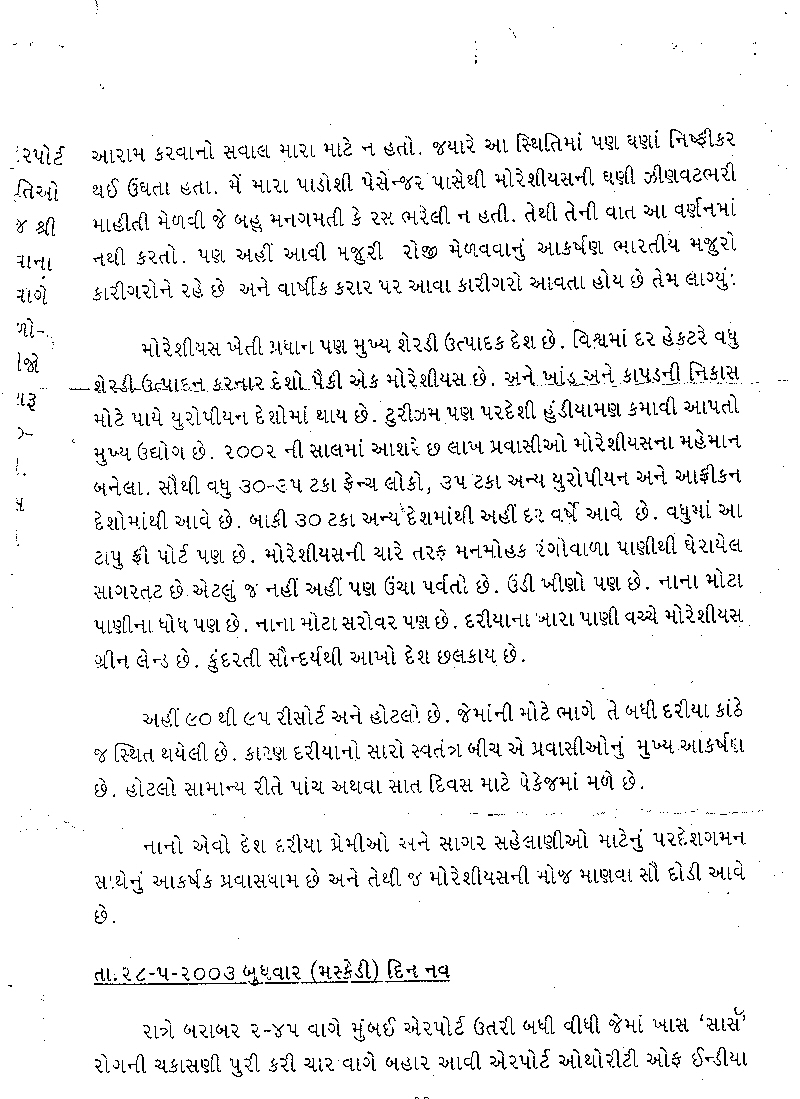 આરામ કરવાનો સવાલ મારા માટે ન હતો. જયારે આ સ્થિતિમાં પણ ઘણાં નિષ્ફીકર
થઈ ઉંઘતા હતા. મેં મારા પાડોશી પેસેન્જર પાસેથી મોરેશીયસની ઘણી ઝીણવટભરી
માહીતી મેળવી જે બહુ મનગમતી કે રસ ભરેલી ન હતી. તેથી તેની વાત આ વર્ણનમાં
નથી કરતો. પણ અહીં આવી મજુરી રોજી મેળવવાનું આકર્ષણ ભારતીય મજુરો
કારીગરોને રહે છે અને વાર્ષીક કરાર પર આવા કારીગરો આવતા હોય છે તેમ લાગ્યું.
મોરેશીયસ ખેતી પ્રધાન પણ મુખ્ય શેરડી ઉત્પાદક દેશ છે. વિશ્વમાં દર હેકટરે વધુ
શેરડી ઉત્પાદન કરનાર દેશો પૈકી એક મોરેશીયસ છે. અને ખાંડ અને કાપડની નિકાસ
મોટે પાયે યુરોપીયન દેશોમાં થાય છે. ટુરીઝમ પણ પરદેશી હુંડીયામણ કમાવી આપતો
મુખ્ય ઉદ્યોગ છે. ૨૦૦૨ ની સાલમાં આશરે છ લાખ પ્રવાસીઓ મોરેશીયસના મહેમાન
બનેલા. સૌથી વધુ ૩૦-૩૫ ટકા ફ્રેન્ચ લોકો, ૩૫ ટકા અન્ય યુરોપીયન અને આફ્રીકન
દેશોમાંથી આવે છે. બાકી ૩૦ ટકા અન્ય દેશમાંથી અહીં દર વર્ષે આવે છે. વધુમાં આ
ટાપુ ફ્રી પોર્ટ પણ છે. મોરેશીયસની ચારે તરફ મનમોહક રંગોવાળા પાણીથી ઘેરાયેલ
સાગરતટ છે એટલું જ નહીં અહીં પણ ઉંચા પર્વતો છે. ઉંડી ખીણો પણ છે. નાના મોટા
પાણીના ધોધ પણ છે. નાના મોટા સરોવર પણ છે. દરીયાના ખારા પાણી વચ્ચે મોરેશીયસ
ગ્રીન લેન્ડ છે. કુંદરતી સૌન્દર્યથી આખો દેશ છલકાય છે.
અહીં ૯૦ થી ૯૫ રીસોર્ટ અને હોટલો છે. જેમાંની મોટે ભાગે તે બધી દરીયા કાંઠે
જ સ્થિત થયેલી છે. કારણ દરીયાનો સારો સ્વતંત્ર બીચ એ પ્રવાસીઓનું મુખ્ય આકર્ષણ
છે. હોટલો સામાન્ય રીતે પાંચ અથવા સાત દિવસ માટે પેકેજમાં મળે છે.
નાનો એવો દેશ દરીયા પ્રેમીઓ અને સાગર સહેલાણીઓ માટેનું પરદેશગમન
સાથેનું આકર્ષક પ્રવાસધામ છે અને તેથી જ મોરેશીયસની મોજ માણવા સૌ દોડી આવે
છે.
તા.૨૮-૫-૨૦૦૩ બુધવાર (મસ્કેડી) દિન નવ
રાત્રે બરાબર ૨-૪૫ વાગે મુંબઈ એરપોર્ટ ઉતરી બધી વીધી જેમાં ખાસ ‘સાર્સ’
રોગની ચકાસણી પુરી કરી ચાર વાગે બહાર આવી એરપોર્ટ ઓથોરીટી ઓફ ઈન્ડીયા